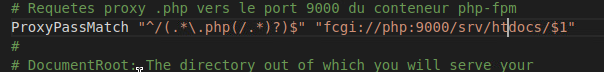 # Requetes proxy .php vers le port 9000 du conteneur php-fpm
ProxyPassMatch "^/(.*\.php(/.*)?)$" "fcgi://php:9000/srv/htdocs/$1"
#
# DocumentRoot: The directory out of which you will serve your